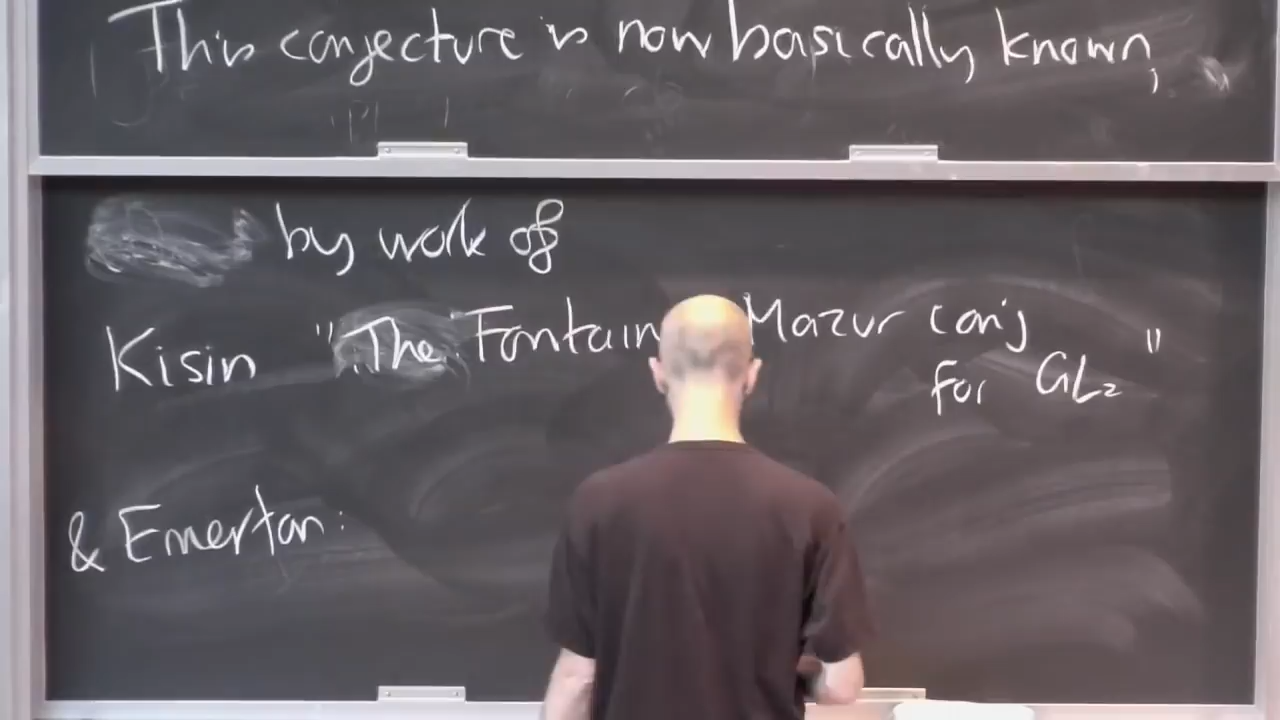 This conjecture is now basically known,
by work of
Kisin "The Fontain Mazur conj
for GL₂ "
& Emerton: